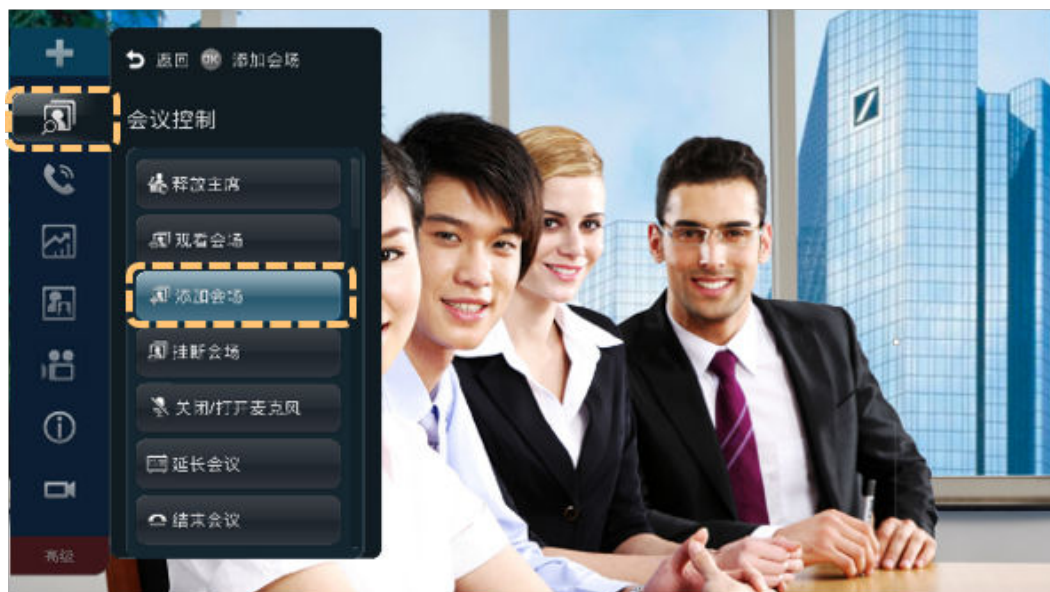 返回 OK 添加会场
会议控制
释放主席
观看会场
添加会场
挂断会场
关闭/打开麦克风
延长会议
结束会议
高级